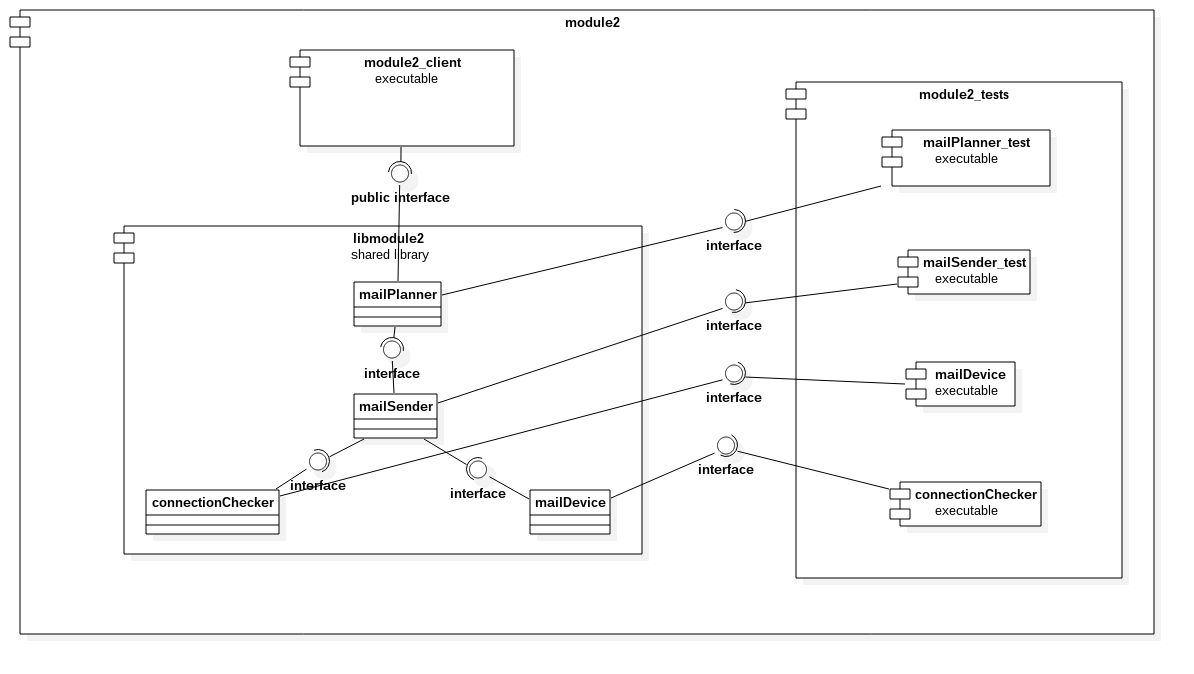 module2
module2_client
executable
public interface
libmodule2
shared library
mailPlanner
interface
mailSender
interface
interface
connectionChecker
mailDevice
interface
interface
interface
interface
module2_tests
mailPlanner_test
executable
mailSender_test
executable
mailDevice
executable
connectionChecker
executable